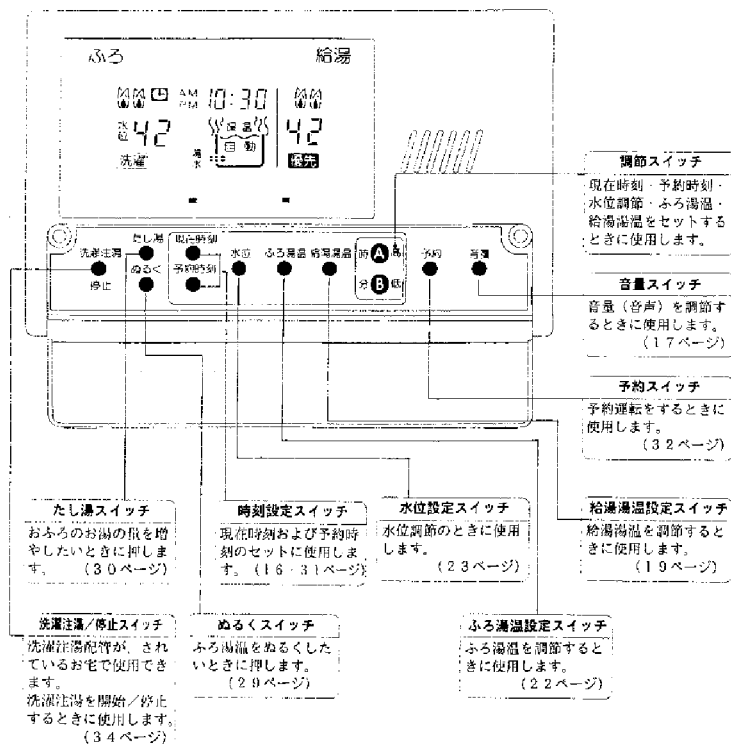 ふろ 給湯
AM
PM 10:30
水位 42 保温 42
自動
洗濯 湯水 優先
洗濯注湯
停止
たし湯
ぬるく
現在時刻
予約時刻
水位
ふろ湯温
給湯湯温
時 A 高
分 B 低
予約
音量
調節スイッチ
現在時刻・予約時刻・
水位調節・ふろ湯温・
給湯湯温をセットする
ときに使用します。
音量スイッチ
音量(音声)を調節す
るときに使用します。
(17ページ)
予約スイッチ
予約運転をするときに
使用します。
(32ページ)
たし湯スイッチ
おふろのお湯の量を増
やしたいときに押しま
す。 (30ページ)
時刻設定スイッチ
現在時刻および予約時
刻のセットに使用しま
す。 (16・31ページ)
水位設定スイッチ
水位調節のときに使用
します。
(23ページ)
給湯湯温設定スイッチ
給湯湯温を調節すると
きに使用します。
(19ページ)
洗濯注湯/停止スイッチ
洗濯注湯配管が、され
ているお宅で使用でき
ます。
洗濯注湯を開始/停止
するときに使用します。
(34ページ)
ぬるくスイッチ
ふろ湯温をぬるくした
いときに押します。
(29ページ)
ふろ湯温設定スイッチ
ふろ湯温を調節すると
きに使用します。
(22ページ)